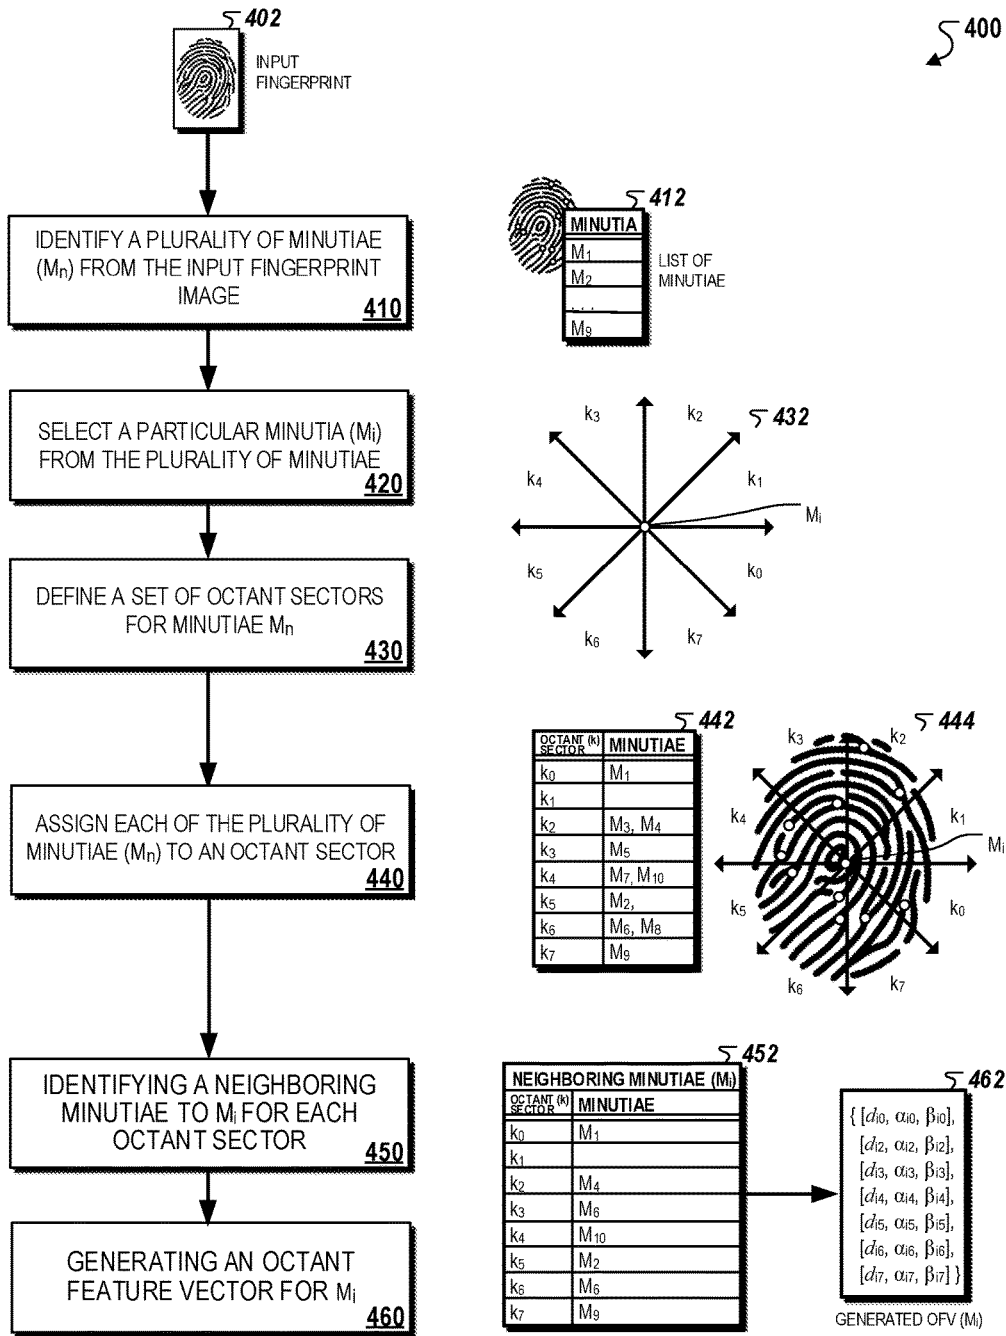 402
INPUT
FINGERPRINT
400
IDENTIFY A PLURALITY OF MINUTIAE
(Mn) FROM THE INPUT FINGERPRINT
IMAGE
410
412
MINUTIA
M1
M2
. . .
M9
LIST OF
MINUTIAE
SELECT A PARTICULAR MINUTIA (Mi)
FROM THE PLURALITY OF MINUTIAE
420
432
k3
k2
k4
k1
Mi
k5
k0
k6
k7
DEFINE A SET OF OCTANT SECTORS
FOR MINUTIAE Mn
430
442
OCTANT (k) SECTOR MINUTIAE
k0 M1
k1
k2 M3, M4
k3 M5
k4 M7, M10
k5 M2,
k6 M6, M8
k7 M9
444
k3
k2
k4
k1
Mi
k5
k0
k6
k7
ASSIGN EACH OF THE PLURALITY OF
MINUTIAE (Mn) TO AN OCTANT SECTOR
440
IDENTIFYING A NEIGHBORING
MINUTIAE TO Mi FOR EACH
OCTANT SECTOR
450
452
NEIGHBORING MINUTIAE (Mi)
OCTANT (k) SECTOR MINUTIAE
k0 M1
k1
k2 M4
k3 M6
k4 M10
k5 M2
k6 M6
k7 M9
462
{ [di0, αi0, βi0],
[di2, αi2, βi2],
[di3, αi3, βi3],
[di4, αi4, βi4],
[di5, αi5, βi5],
[di6, αi6, βi6],
[di7, αi7, βi7] }
GENERATED OFV (Mi)
GENERATING AN OCTANT
FEATURE VECTOR FOR Mi
460